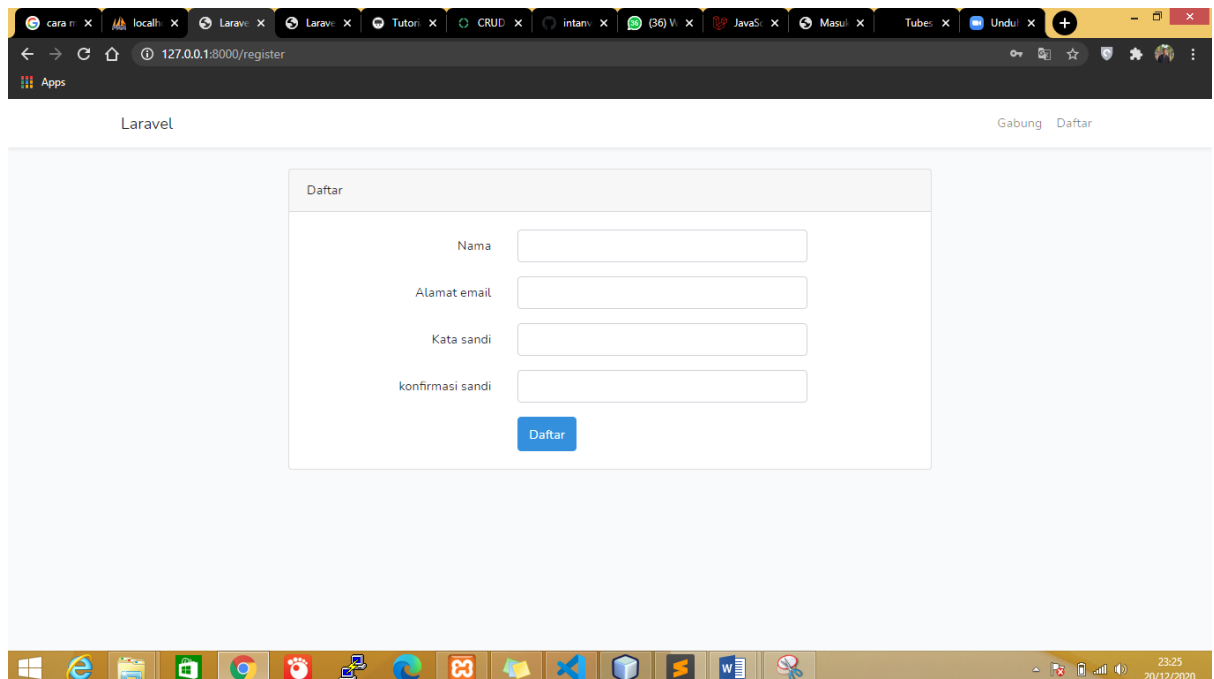 cara m
localh
Larave
Larave
Tutori
CRUD
intanv
(36) W
JavaSc
Masuk
Tubes
Unduh
127.0.0.1:8000/register
Apps
Laravel
Gabung Daftar
Daftar
Nama
Alamat email
Kata sandi
konfirmasi sandi
Daftar
23:25
20/12/2020